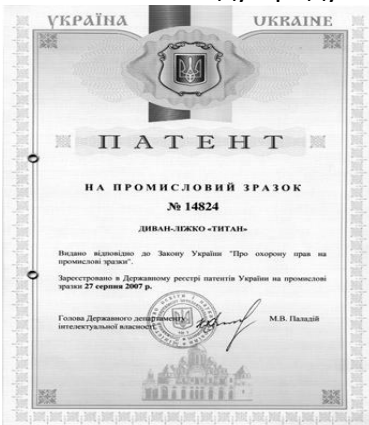 УКРАЇНА UKRAINE
ПАТЕНТ
НА ПРОМИСЛОВИЙ ЗРАЗОК
№ 14824
ДИВАН-ЛІЖКО «ТИТАН»
Видано відповідно до Закону України "Про охорону прав на
промислові зразки".
Зареєстровано в Державному реєстрі патентів України на промислові
зразки 27 серпня 2007 р.
Голова Державного департаменту
інтелектуальної власності М.В. Паладій